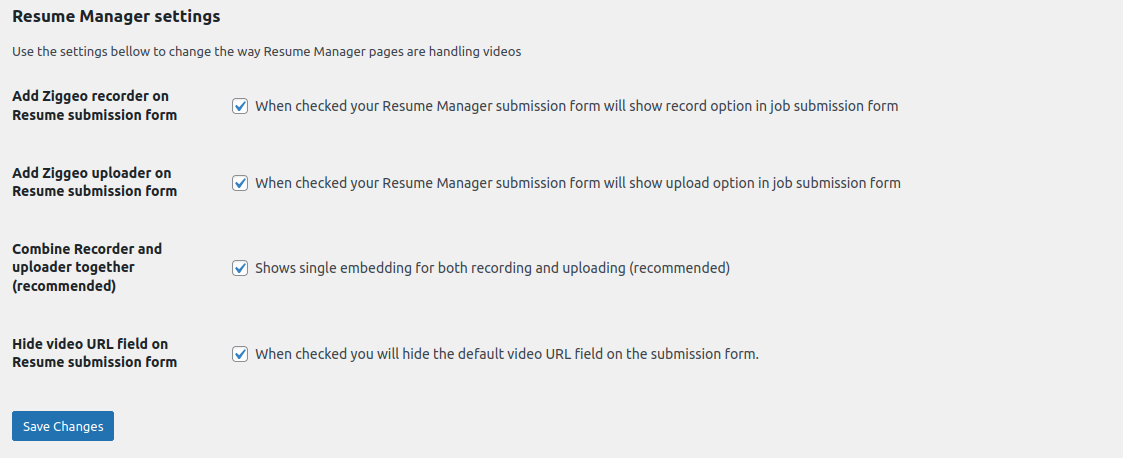 Resume Manager settings
Use the settings bellow to change the way Resume Manager pages are handling videos
Add Ziggeo recorder on
Resume submission form
When checked your Resume Manager submission form will show record option in job submission form
Add Ziggeo uploader on
Resume submission form
When checked your Resume Manager submission form will show upload option in job submission form
Combine Recorder and
uploader together
(recommended)
Shows single embedding for both recording and uploading (recommended)
Hide video URL field on
Resume submission form
When checked you will hide the default video URL field on the submission form.
Save Changes